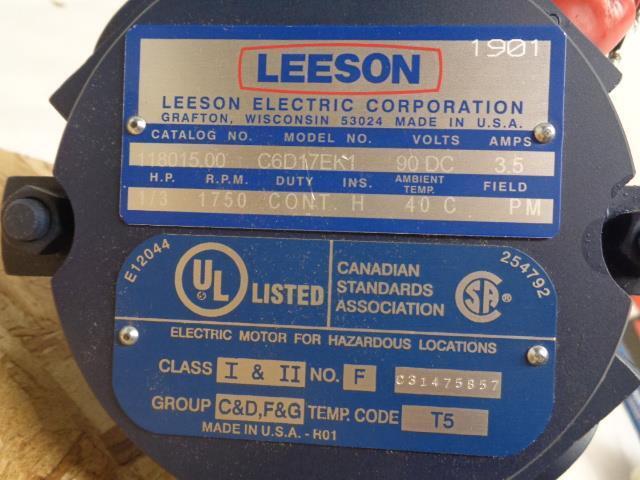 1901
LEESON
LEESON ELECTRIC CORPORATION
GRAFTON, WISCONSIN 53024 MADE IN U.S.A.
CATALOG NO. MODEL NO. VOLTS AMPS
118015.00 C6D17EK1 90 DC 3.5
H.P. R.P.M. DUTY INS. AMBIENT TEMP. FIELD
1/3 1750 CONT. H 40 C PM
E12044 254792
UL LISTED
CANADIAN
STANDARDS
ASSOCIATION
SA ®
ELECTRIC MOTOR FOR HAZARDOUS LOCATIONS
CLASS I & II NO. F C31475857
GROUP C&D,F&G TEMP. CODE T5
MADE IN U.S.A. - R01